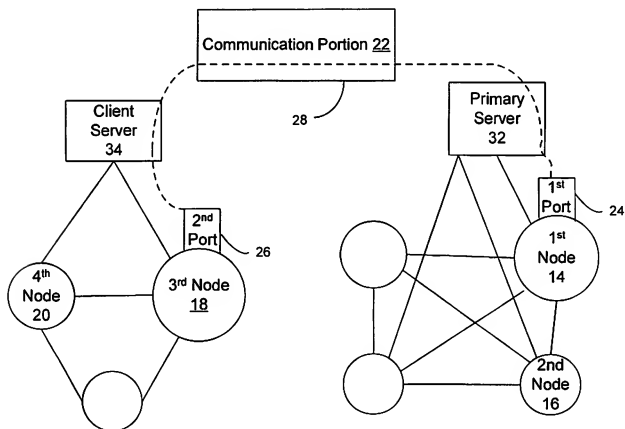 Communication Portion 22
28
Client
Server
34
Primary
Server
32
1st
Port
24
2nd
Port
26
1st
Node
14
4th
Node
20
3rd Node
18
2nd
Node
16